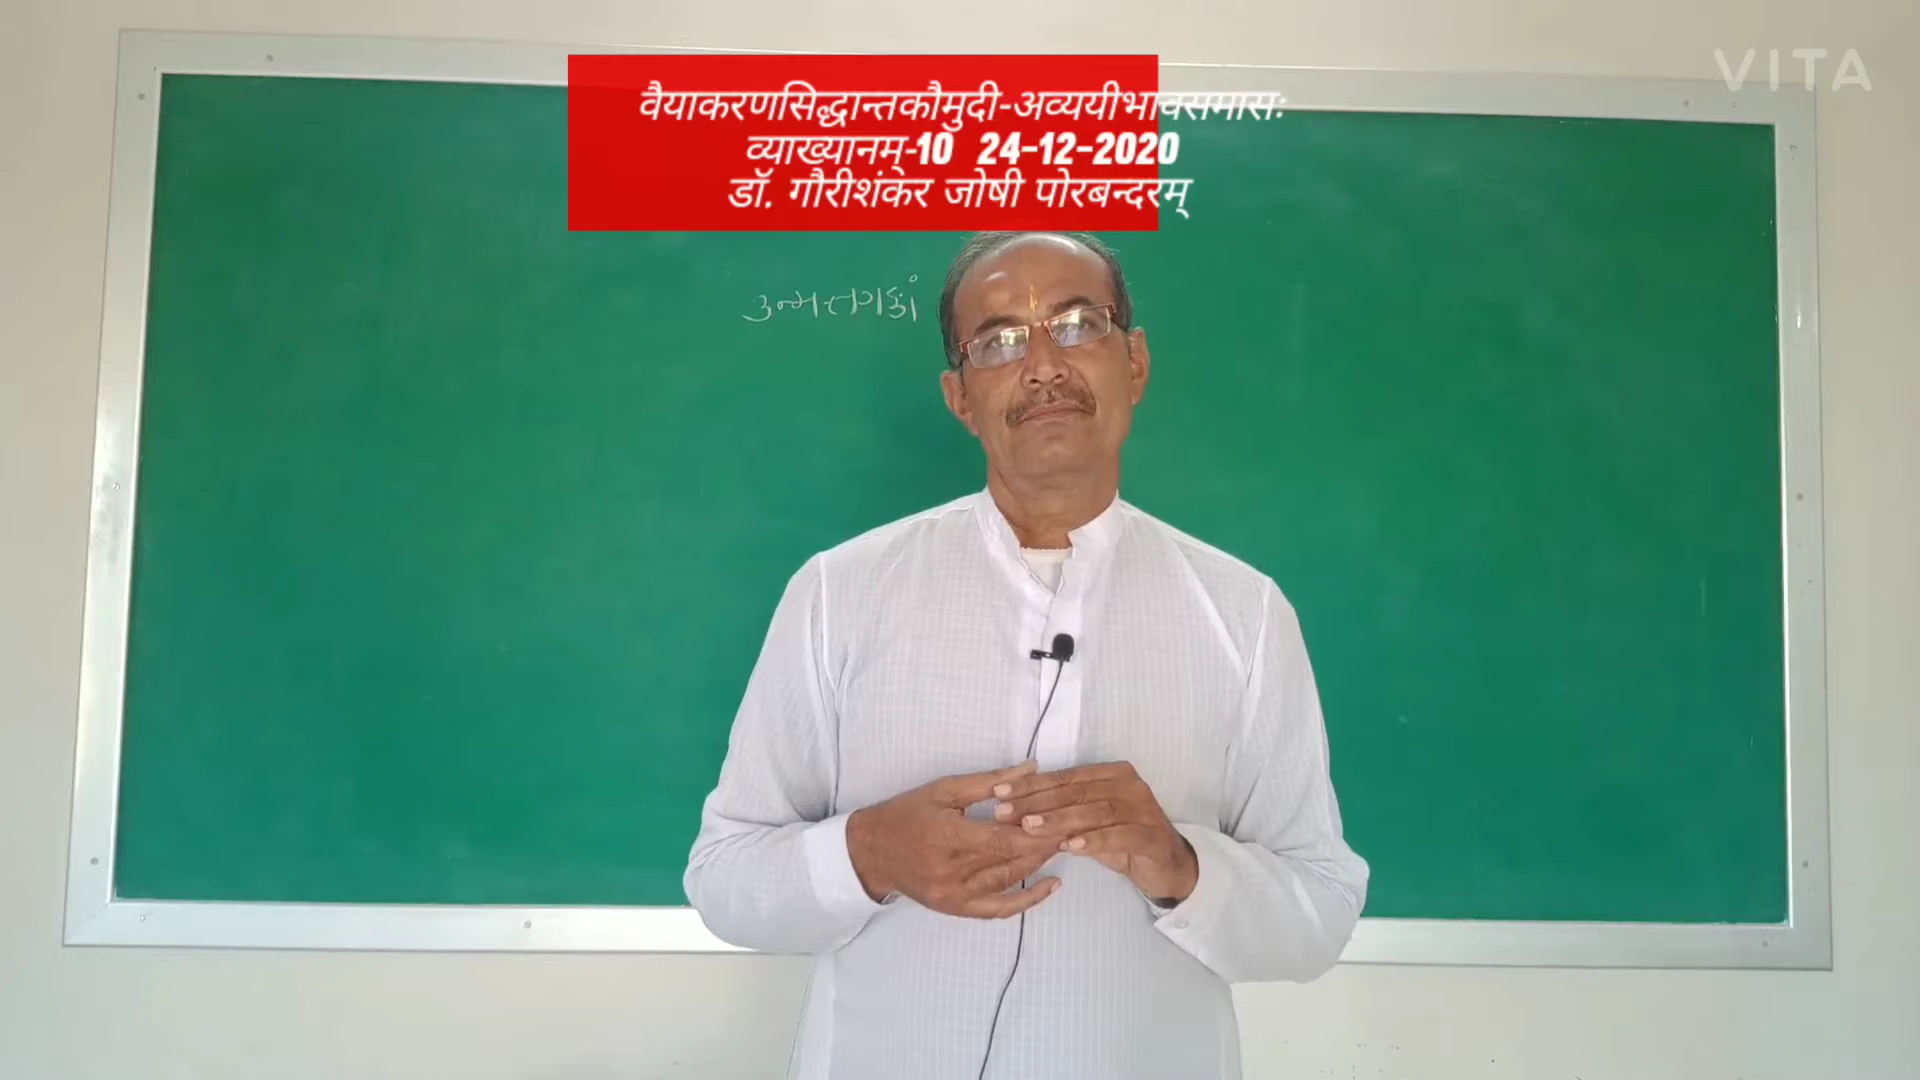 VITA
वैयाकरणसिद्धान्तकौमुदी-अव्ययीभावसमासः
व्याख्यानम्-10 24-12-2020
डॉ. गौरीशंकर जोषी पोरबन्दरम्
उन्मत्तगङ्गं